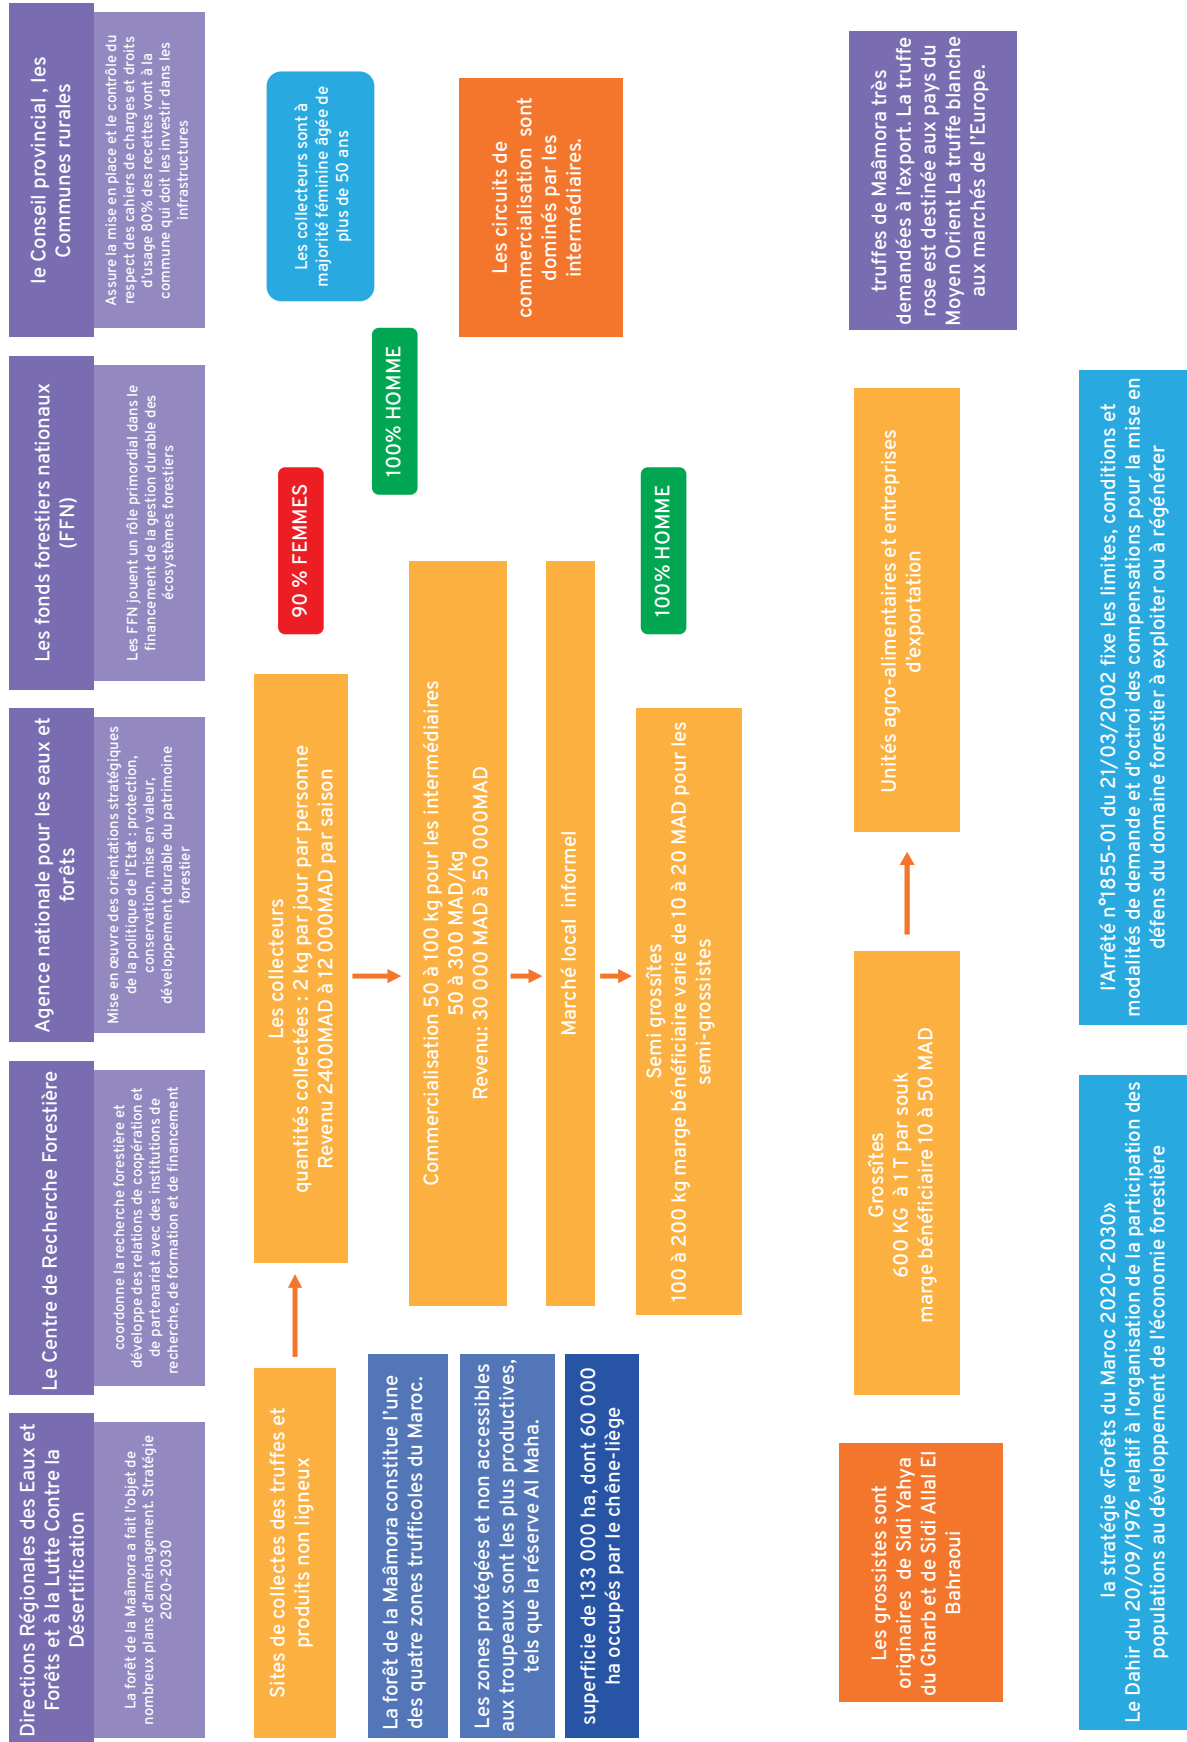 Directions Régionales des Eaux et
Forêts et à la Lutte Contre la
Désertification
La forêt de la Maâmora a fait l'objet de
nombreux plans d'aménagement. Stratégie
2020-2030
Le Centre de Recherche Forestière
coordonne la recherche forestière et
développe des relations de coopération et
de partenariat avec des institutions de
recherche, de formation et de financement
Agence nationale pour les eaux et
forêts
Mise en œuvre des orientations stratégiques
de la politique de l'Etat : protection,
conservation, mise en valeur,
développement durable du patrimoine
forestier
Les fonds forestiers nationaux
(FFN)
Les FFN jouent un rôle primordial dans le
financement de la gestion durable des
écosystèmes forestiers
le Conseil provincial , les
Communes rurales
Assure la mise en place et le contrôle du
respect des cahiers de charges et droits
d'usage 80% des recettes vont à la
commune qui doit les investir dans les
infrastructures
Sites de collectes des truffes et
produits non ligneux
Les collecteurs
quantités collectées : 2 kg par jour par personne
Revenu 2400MAD à 12 000MAD par saison
90 % FEMMES
Les collecteurs sont à
majorité féminine âgée de
plus de 50 ans
La forêt de la Maâmora constitue l'une
des quatre zones trufficoles du Maroc.
100% HOMME
Commercialisation 50 à 100 kg pour les intermédiaires
50 à 300 MAD/kg
Revenu: 30 000 MAD à 50 000MAD
Les circuits de
commercialisation sont
dominés par les
intermédiaires.
Les zones protégées et non accessibles
aux troupeaux sont les plus productives,
tels que la réserve Al Maha.
Marché local informel
superficie de 133 000 ha, dont 60 000
ha occupés par le chêne-liège
Semi grossîtes
100 à 200 kg marge bénéficiaire varie de 10 à 20 MAD pour les
semi-grossistes
100% HOMME
Les grossistes sont
originaires de Sidi Yahya
du Gharb et de Sidi Allal El
Bahraoui
Grossîtes
600 KG à 1 T par souk
marge bénéficiaire 10 à 50 MAD
Unités agro-alimentaires et entreprises
d'exportation
truffes de Maâmora très
demandées à l'export. La truffe
rose est destinée aux pays du
Moyen Orient La truffe blanche
aux marchés de l'Europe.
la stratégie «Forêts du Maroc 2020-2030»
Le Dahir du 20/09/1976 relatif à l'organisation de la participation des
populations au développement de l'économie forestière
l'Arrêté n°1855-01 du 21/03/2002 fixe les limites, conditions et
modalités de demande et d'octroi des compensations pour la mise en
défens du domaine forestier à exploiter ou à régénérer